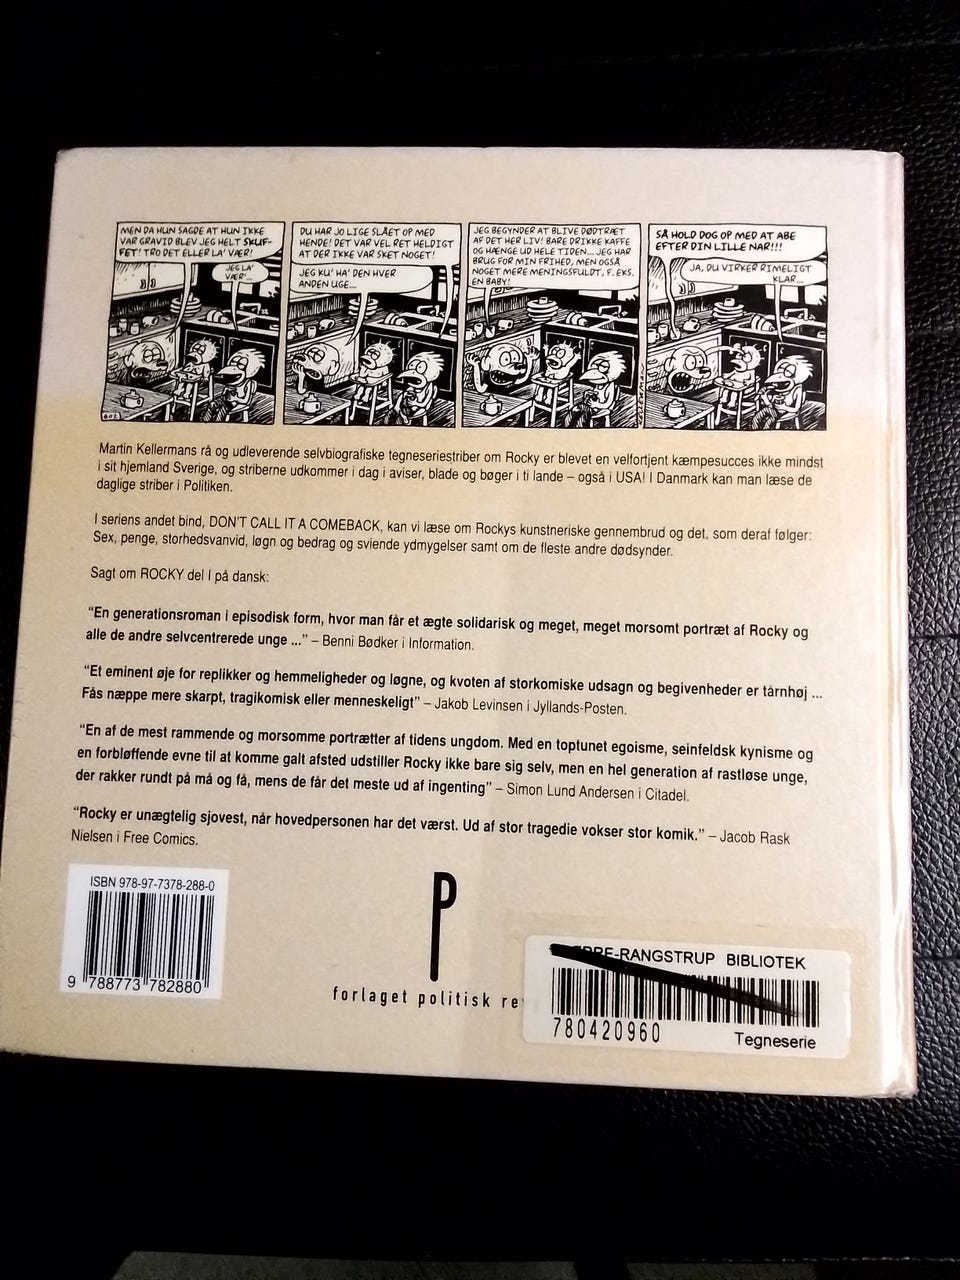 MEN DA HUN SAGDE AT HUN IKKE
VAR GRAVID BLEV JEG HELT SKUF-
FET! TRO DET ELLER LA' VÆR!
JEG LA'
VÆR'...
DU HAR JO LIGE SLÅET OP MED
HENDE! DET VAR VEL RET HELDIGT
AT DER IKKE VAR SKET NOGET!
JEG KU' HA' DEN HVER
ANDEN UGE...
JEG BEGYNDER AT BLIVE DØDTRÆT
AF DET HER LIV! BARE DRIKKE KAFFE
OG HÆNGE UD HELE TIDEN... JEG HAR
BRUG FOR MIN FRIHED, MEN OGSÅ
NOGET MERE MENINGSFULDT, F. EKS.
EN BABY!
SÅ HOLD DOG OP MED AT ABE
EFTER DIN LILLE NAR!!!
JA, DU VIRKER RIMELIGT
KLAR...
602
Martin Kellermans rå og udleverende selvbiografiske tegneseriestriber om Rocky er blevet en velfortjent kæmpesucces ikke mindst
i sit hjemland Sverige, og striberne udkommer i dag i aviser, blade og bøger i ti lande – også i USA! I Danmark kan man læse de
daglige striber i Politiken.
I seriens andet bind, DON'T CALL IT A COMEBACK, kan vi læse om Rockys kunstneriske gennembrud og det, som deraf følger:
Sex, penge, storhedsvanvid, løgn og bedrag og sviende ydmygelser samt om de fleste andre dødsynder.
Sagt om ROCKY del I på dansk:
"En generationsroman i episodisk form, hvor man får et ægte solidarisk og meget, meget morsomt portræt af Rocky og
alle de andre selvcentrerede unge ..." – Benni Bødker i Information.
"Et eminent øje for replikker og hemmeligheder og løgne, og kvoten af storkomiske udsagn og begivenheder er tårnhøj ...
Fås næppe mere skarpt, tragikomisk eller menneskeligt" – Jakob Levinsen i Jyllands-Posten.
"En af de mest rammende og morsomme portrætter af tidens ungdom. Med en toptunet egoisme, seinfeldsk kynisme og
en forbløffende evne til at komme galt afsted udstiller Rocky ikke bare sig selv, men en hel generation af rastløse unge,
der rakker rundt på må og få, mens de får det meste ud af ingenting" – Simon Lund Andersen i Citadel.
"Rocky er unægtelig sjovest, når hovedpersonen har det værst. Ud af stor tragedie vokser stor komik." – Jacob Rask
Nielsen i Free Comics.
ISBN 978-97-7378-288-0
9 788773 782880
P
forlaget politisk re
RE-RANGSTRUP BIBLIOTEK
780420960
Tegneserie